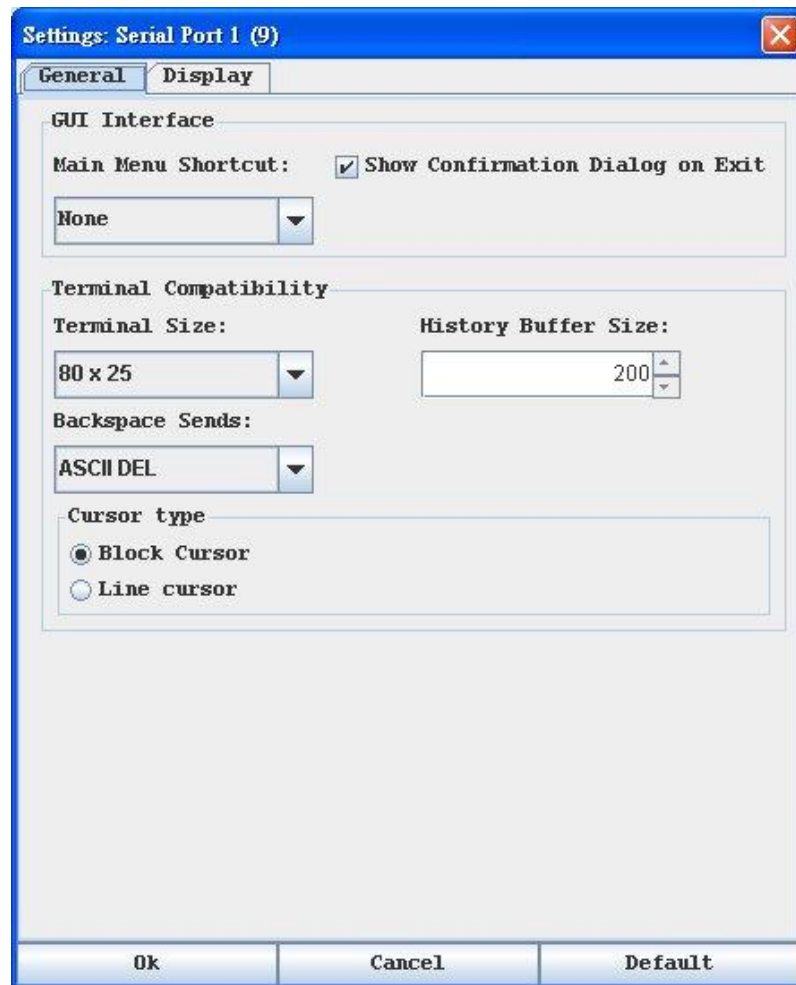 Settings: Serial Port 1 (9)
General Display
GUI Interface
Main Menu Shortcut: Show Confirmation Dialog on Exit
None
Terminal Compatibility
Terminal Size: History Buffer Size:
80 x 25 200
Backspace Sends:
ASCII DEL
Cursor type
Block Cursor
Line cursor
Ok Cancel Default